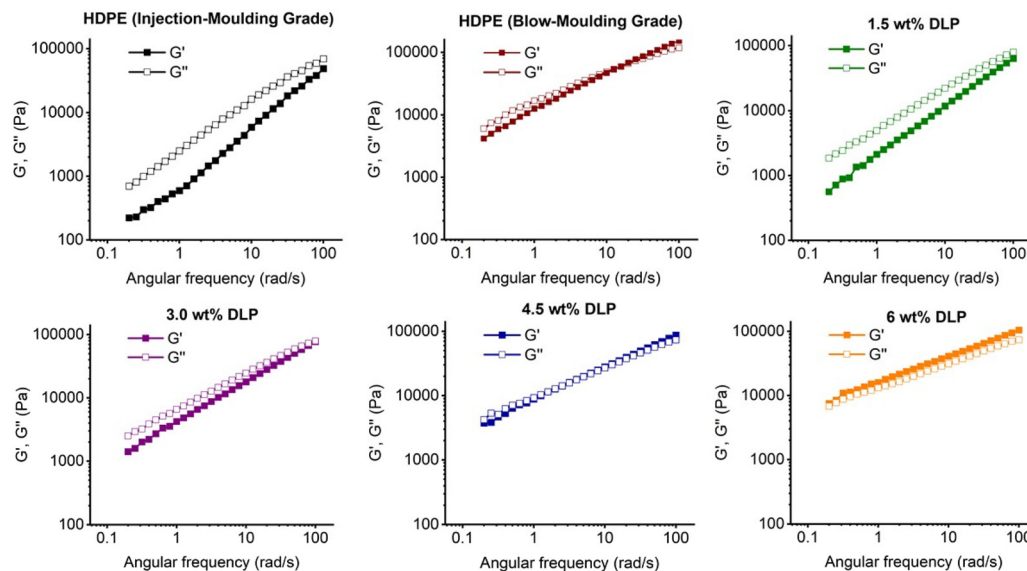 HDPE (Injection-Moulding Grade)
G'
G''
G', G'' (Pa)
100000
10000
1000
100
0.1 1 10 100
Angular frequency (rad/s)
HDPE (Blow-Moulding Grade)
G'
G''
G', G'' (Pa)
100000
10000
1000
100
0.1 1 10 100
Angular frequency (rad/s)
1.5 wt% DLP
G'
G''
G', G'' (Pa)
100000
10000
1000
100
0.1 1 10 100
Angular frequency (rad/s)
3.0 wt% DLP
G'
G''
G', G'' (Pa)
100000
10000
1000
100
0.1 1 10 100
Angular frequency (rad/s)
4.5 wt% DLP
G'
G''
G', G'' (Pa)
100000
10000
1000
100
0.1 1 10 100
Angular frequency (rad/s)
6 wt% DLP
G'
G''
G', G'' (Pa)
100000
10000
1000
100
0.1 1 10 100
Angular frequency (rad/s)